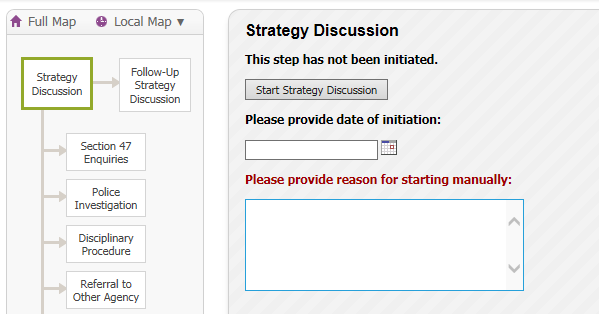 Full Map
Local Map ▼
Strategy
Discussion
Follow-Up
Strategy
Discussion
Section 47
Enquiries
Police
Investigation
Disciplinary
Procedure
Referral to
Other Agency
Strategy Discussion
This step has not been initiated.
Start Strategy Discussion
Please provide date of initiation:
Please provide reason for starting manually: